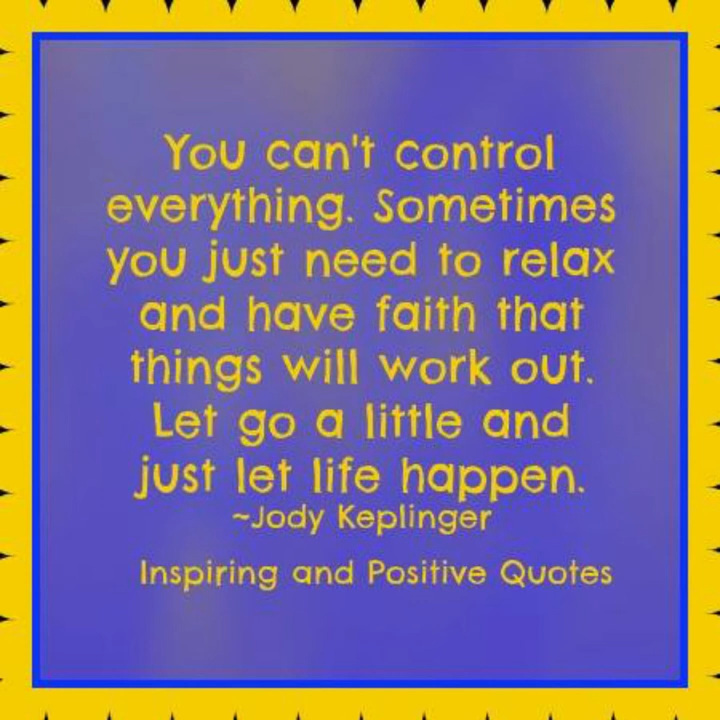 You can't control
everything. Sometimes
you just need to relax
and have faith that
things will work out.
Let go a little and
just let life happen.
~Jody Keplinger
Inspiring and Positive Quotes